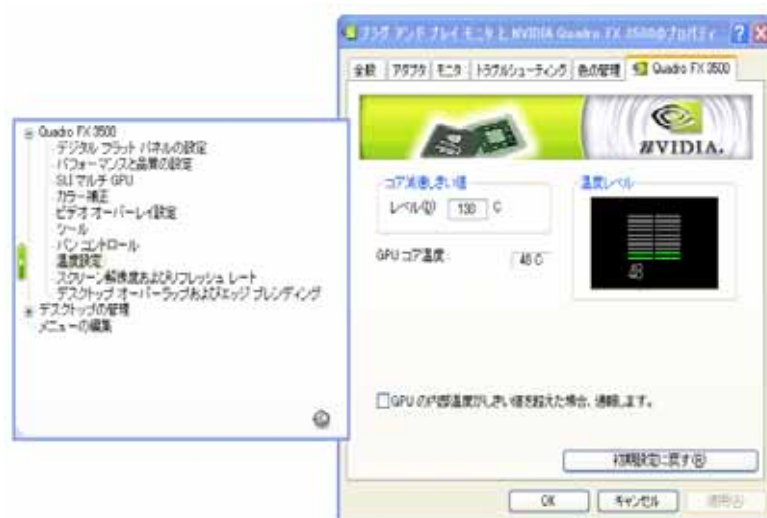 プラグ アンド プレイ モニタ と NVIDIA Quadro FX 3500のプロパティ
全般
アダプタ
モニタ
トラブルシューティング
色の管理
Quadro FX 3500
NVIDIA.
Quadro FX 3500
デジタル フラット パネルの設定
パフォーマンスと品質の設定
SLI マルチ GPU
カラー補正
ビデオ オーバーレイ設定
ツール
パン コントロール
温度設定
スクリーン解像度およびリフレッシュ レート
デスクトップ オーバーラップおよびエッジ ブレンディング
デスクトップの管理
メニューの編集
コア減速しきい値
レベル(L) 130 C
GPU コア温度: 48 C
温度レベル
48
GPU の内部温度がしきい値を超えた場合、通報します。
初期設定に戻す(R)
OK
キャンセル
適用(A)